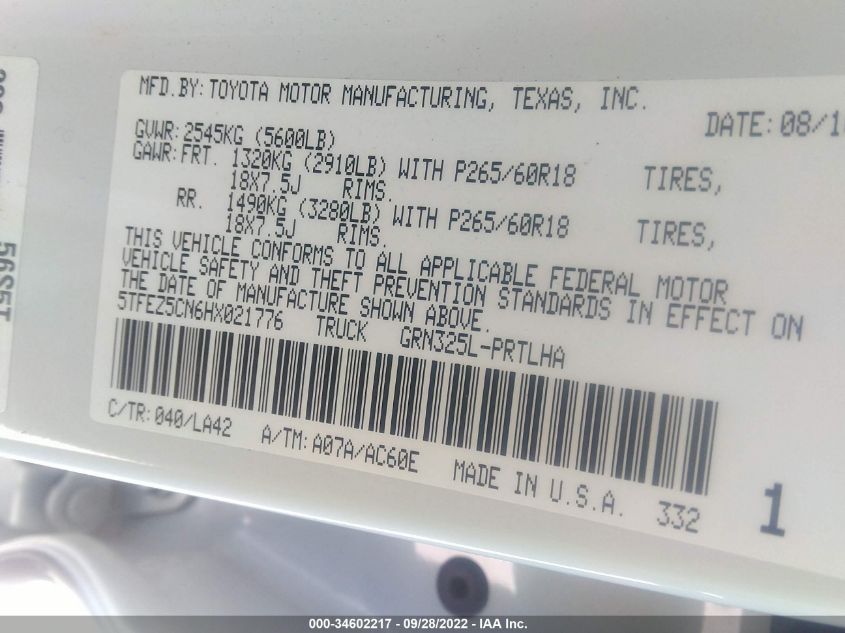 MFD.BY:TOYOTA MOTOR MANUFACTURING, TEXAS, INC.
DATE:08/1
GVWR:2545KG (5600LB)
GAWR:FRT. 1320KG (2910LB) WITH P265/60R18 TIRES,
18X7.5J RIMS.
RR. 1490KG (3280LB) WITH P265/60R18 TIRES,
18X7.5J RIMS.
THIS VEHICLE CONFORMS TO ALL APPLICABLE FEDERAL MOTOR
VEHICLE SAFETY AND THEFT PREVENTION STANDARDS IN EFFECT ON
THE DATE OF MANUFACTURE SHOWN ABOVE.
5TFEZ5CN6HX021776 TRUCK GRN325L-PRTLHA
C/TR:040/LA42 A/TM:A07A/AC60E MADE IN U.S.A. 332 1
000-34602217 - 09/28/2022 - IAA Inc.